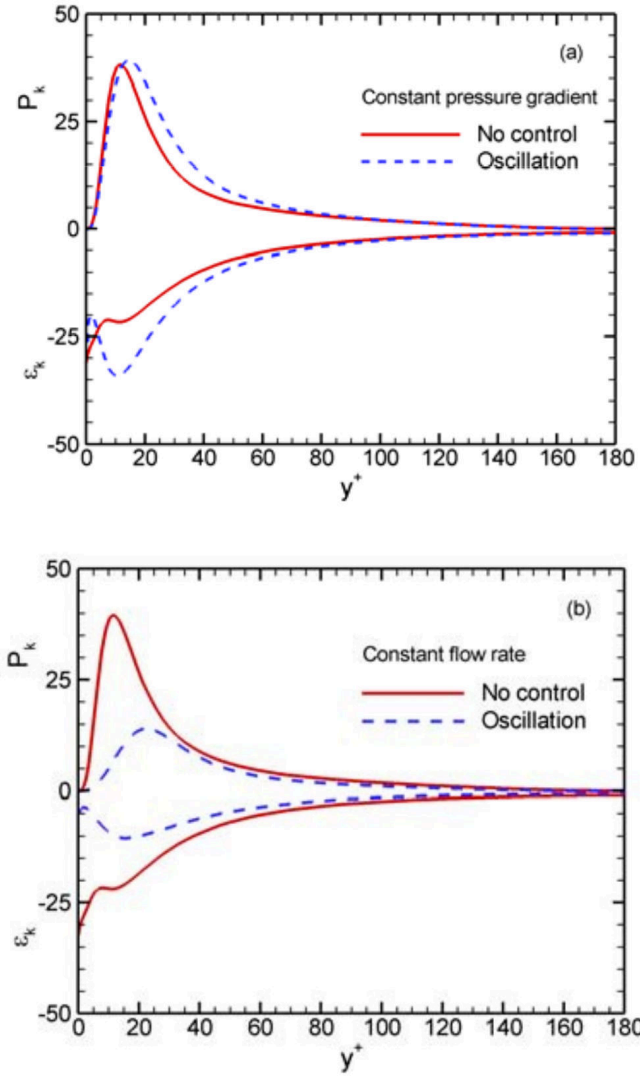 50
(a)
P_k
Constant pressure gradient
25
No control
Oscillation
0
-25
ε_k
-50
0 20 40 60 80 100 120 140 160 180
y⁺
50
(b)
P_k
Constant flow rate
25
No control
Oscillation
0
-25
ε_k
-50
0 20 40 60 80 100 120 140 160 180
y⁺